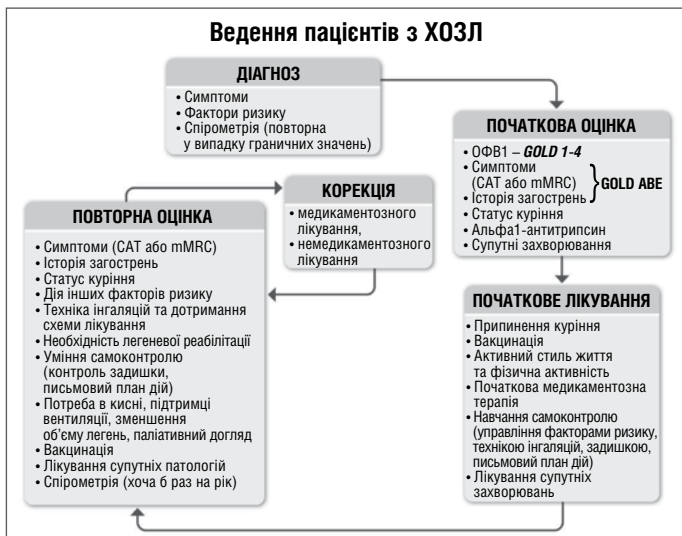 Ведення пацієнтів з ХОЗЛ
ДІАГНОЗ
• Симптоми
• Фактори ризику
• Спірометрія (повторна
у випадку граничних значень)
ПОЧАТКОВА ОЦІНКА
• ОФВ1 – GOLD 1-4
• Симптоми
(CAT або mMRC)
• Історія загострень
GOLD ABE
• Статус куріння
• Альфа1-антитрипсин
• Супутні захворювання
ПОЧАТКОВЕ ЛІКУВАННЯ
• Припинення куріння
• Вакцинація
• Активний стиль життя
та фізична активність
• Початкова медикаментозна
терапія
• Навчання самоконтролю
(управління факторами ризику,
технікою інгаляцій, задишкою,
письмовий план дій)
• Лікування супутніх
захворювань
ПОВТОРНА ОЦІНКА
• Симптоми (CAT або mMRC)
• Історія загострень
• Статус куріння
• Дія інших факторів ризику
• Техніка інгаляцій та дотримання
схеми лікування
• Необхідність легеневої реабілітації
• Уміння самоконтролю
(контроль задишки,
письмовий план дій)
• Потреба в кисні, підтримці
вентиляції, зменшення
об’єму легень, паліативний догляд
• Вакцинація
• Лікування супутніх патологій
• Спірометрія (хоча б раз на рік)
КОРЕКЦІЯ
• медикаментозного
лікування,
• немедикаментозного
лікування